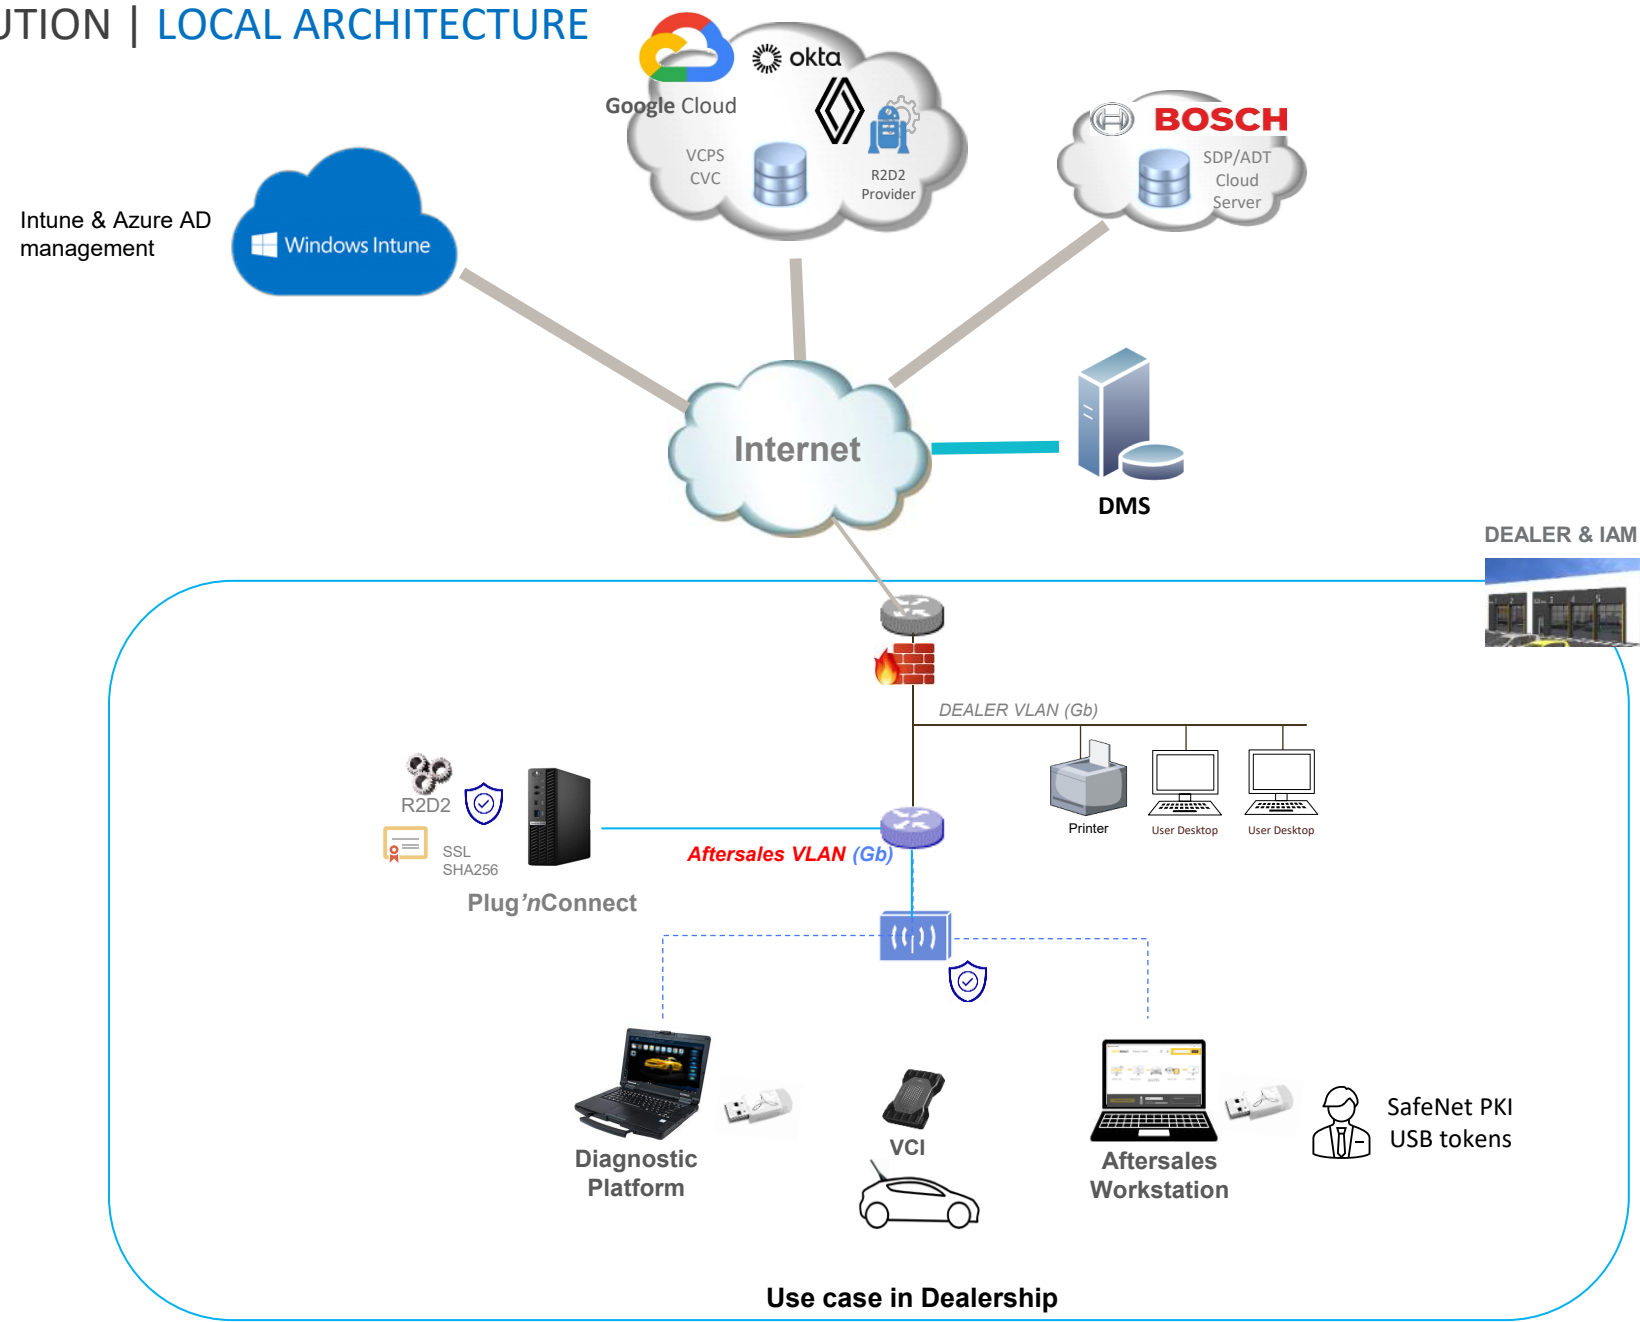 UTION | LOCAL ARCHITECTURE
okta
Google Cloud
VCPS
CVC
R2D2
Provider
BOSCH
SDP/ADT
Cloud
Server
Intune & Azure AD
management
Windows Intune
Internet
DMS
DEALER & IAM
DEALER VLAN (Gb)
Printer
User Desktop
User Desktop
R2D2
SSL
SHA256
Plug'nConnect
Aftersales VLAN (Gb)
Diagnostic
Platform
VCI
Aftersales
Workstation
SafeNet PKI
USB tokens
Use case in Dealership